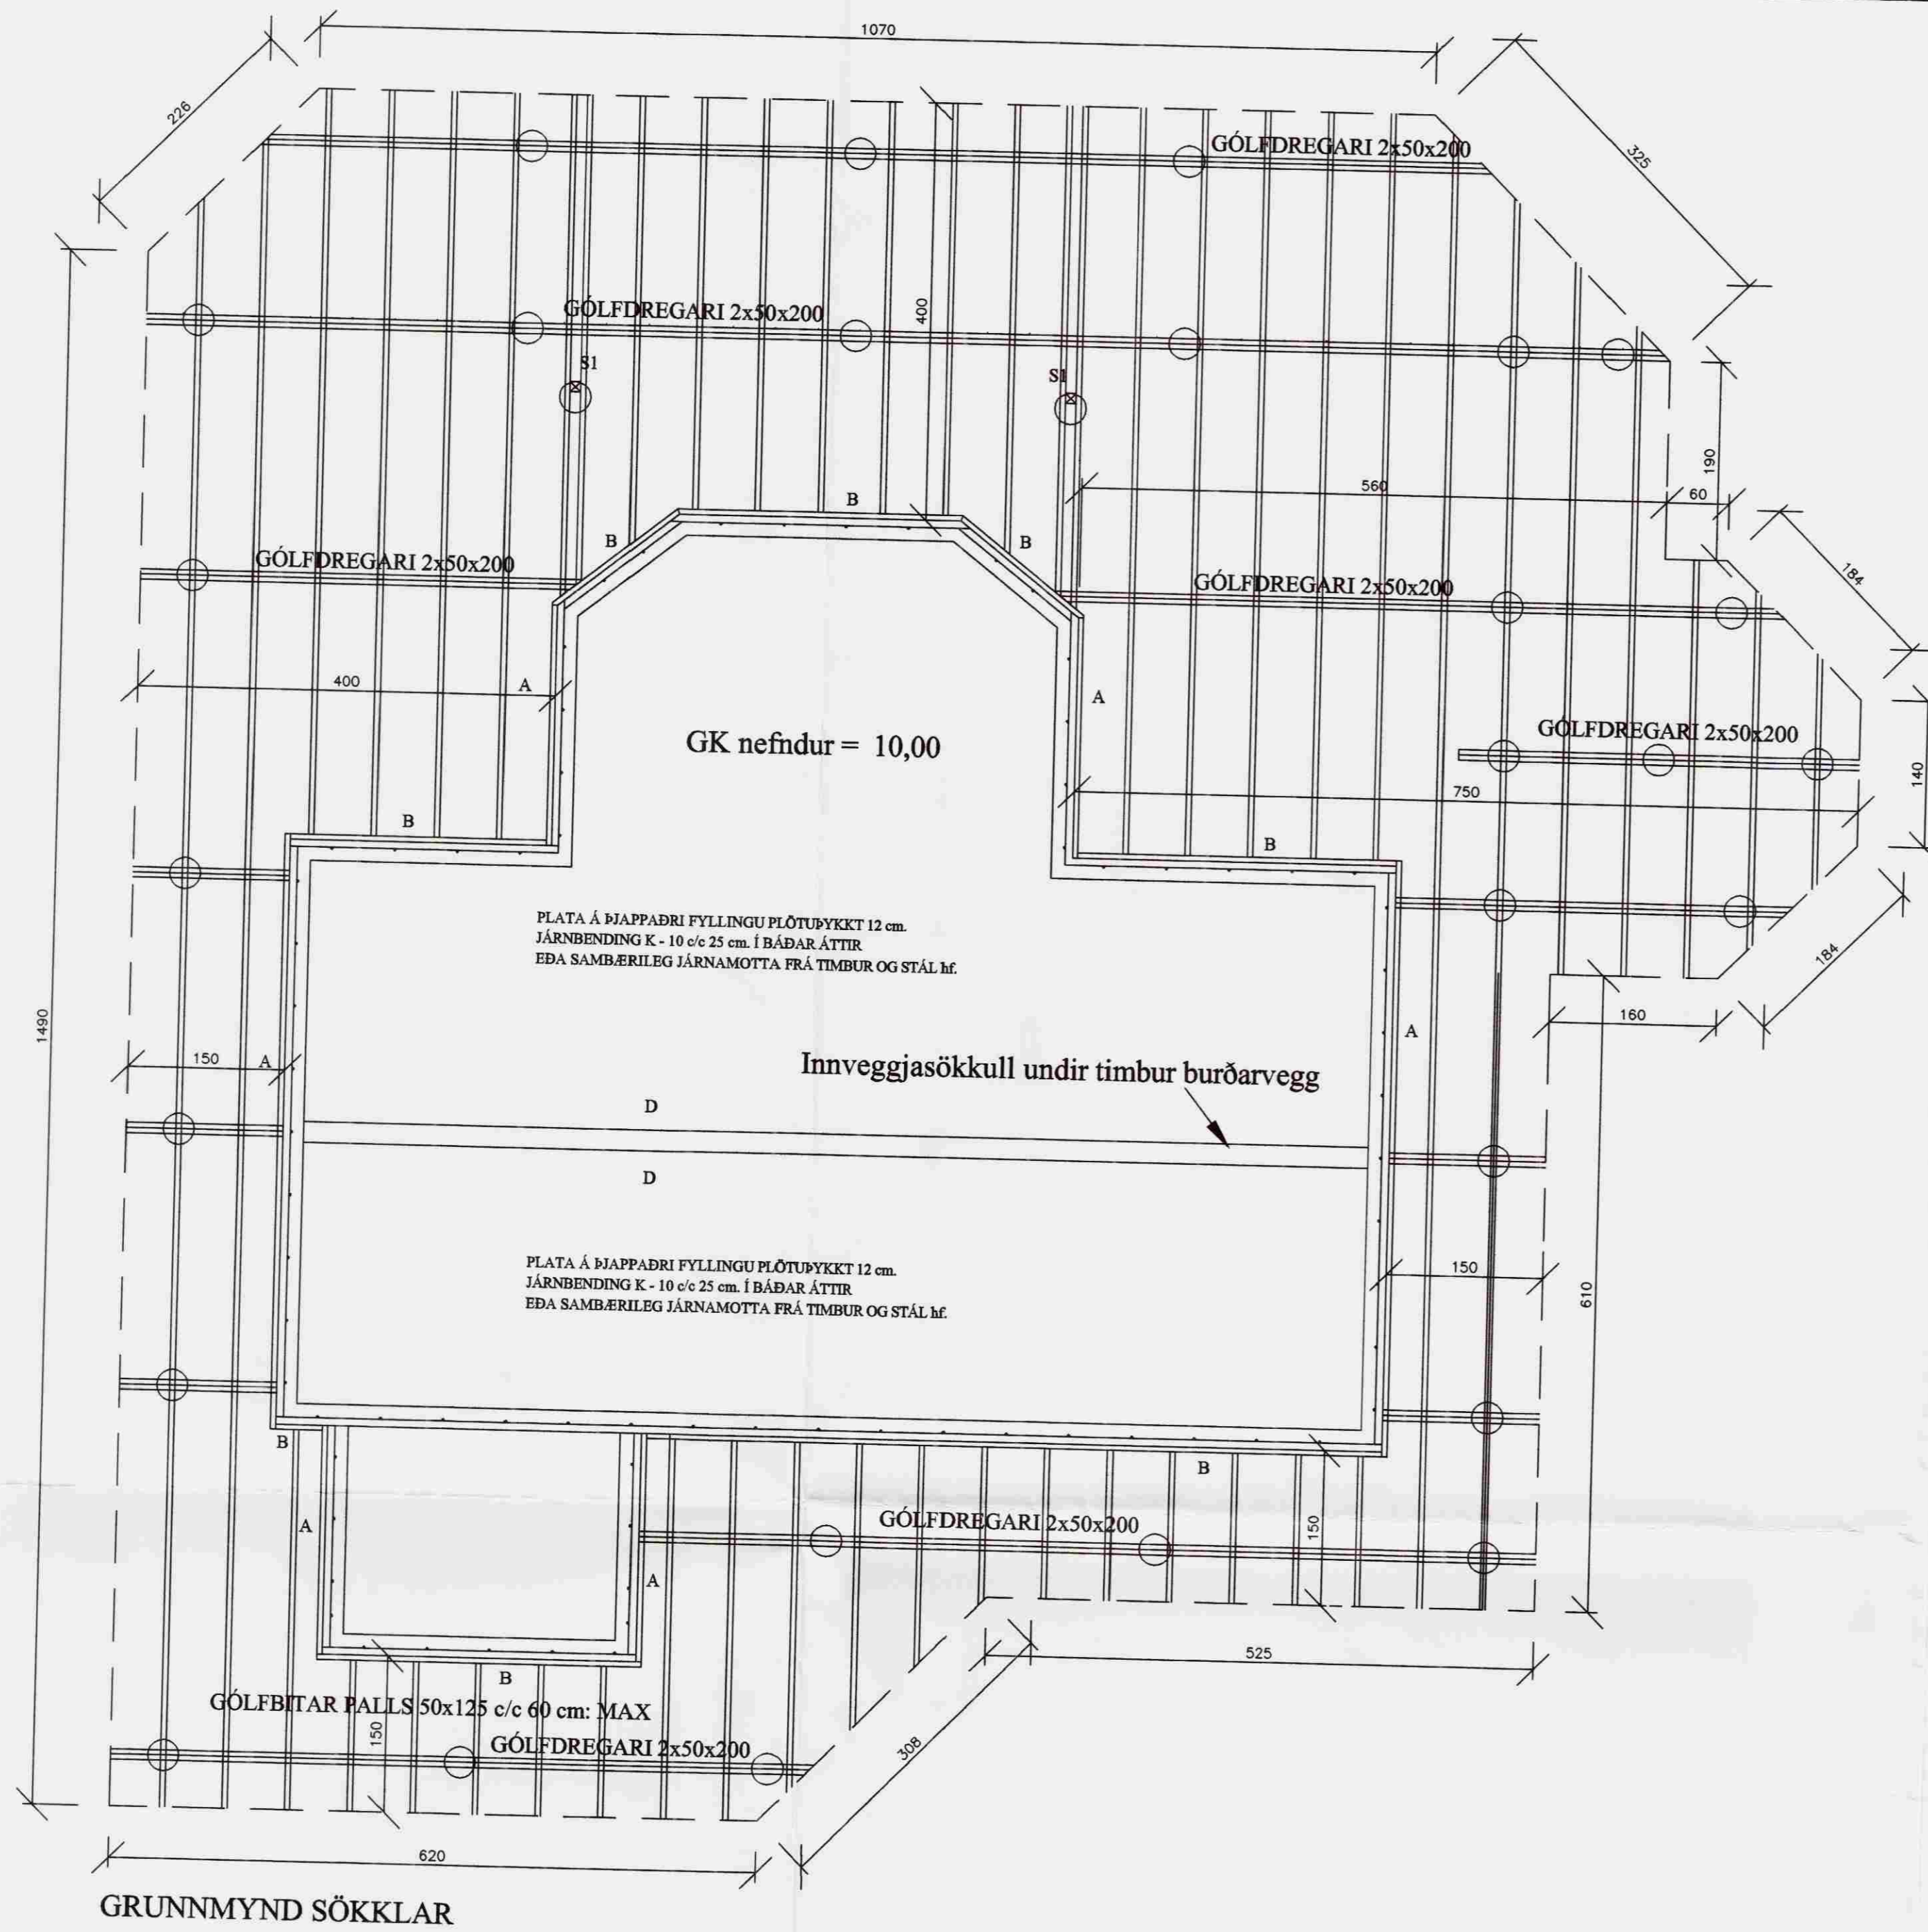 1070
226
325
GÓLFDREGARI 2x50x200
GÓLFDREGARI 2x50x200
400
S1
S1
190
560
60
B
B
B
184
GÓLFDREGARI 2x50x200
GÓLFDREGARI 2x50x200
400
A
A
GK nefndur = 10,00
GÓLFDREGARI 2x50x200
140
750
B
B
PLATA Á ÞJAPPAÐRI FYLLINGU PLÖTUÞYKKT 12 cm.
JÁRNBENDING K - 10 c/c 25 cm. Í BÁÐAR ÁTTIR
EÐA SAMBÆRILEG JÁRNAMOTTA FRÁ TIMBUR OG STÁL hf.
184
1490
160
150
A
A
Innveggjasökkull undir timbur burðarvegg
D
D
PLATA Á ÞJAPPAÐRI FYLLINGU PLÖTUÞYKKT 12 cm.
JÁRNBENDING K - 10 c/c 25 cm. Í BÁÐAR ÁTTIR
EÐA SAMBÆRILEG JÁRNAMOTTA FRÁ TIMBUR OG STÁL hf.
150
610
B
B
A
GÓLFDREGARI 2x50x200
150
A
525
B
GÓLFBITAR PALLS 50x125 c/c 60 cm: MAX
150
GÓLFDREGARI 2x50x200
308
620
GRUNNMYND SÖKKLAR